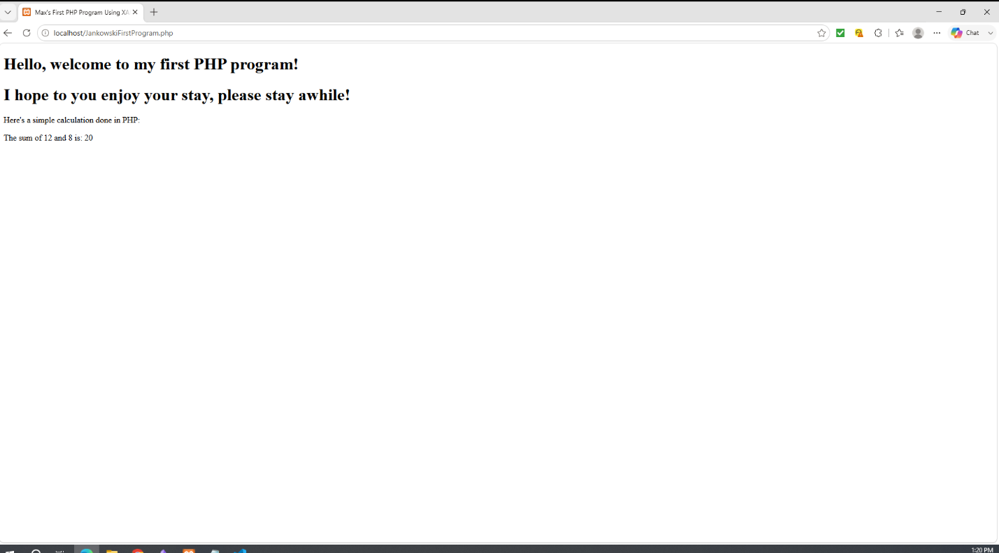 Max's First PHP Program Using XA
localhost/JankowskiFirstProgram.php
Chat
Hello, welcome to my first PHP program!
I hope to you enjoy your stay, please stay awhile!
Here's a simple calculation done in PHP:
The sum of 12 and 8 is: 20
1:20 PM